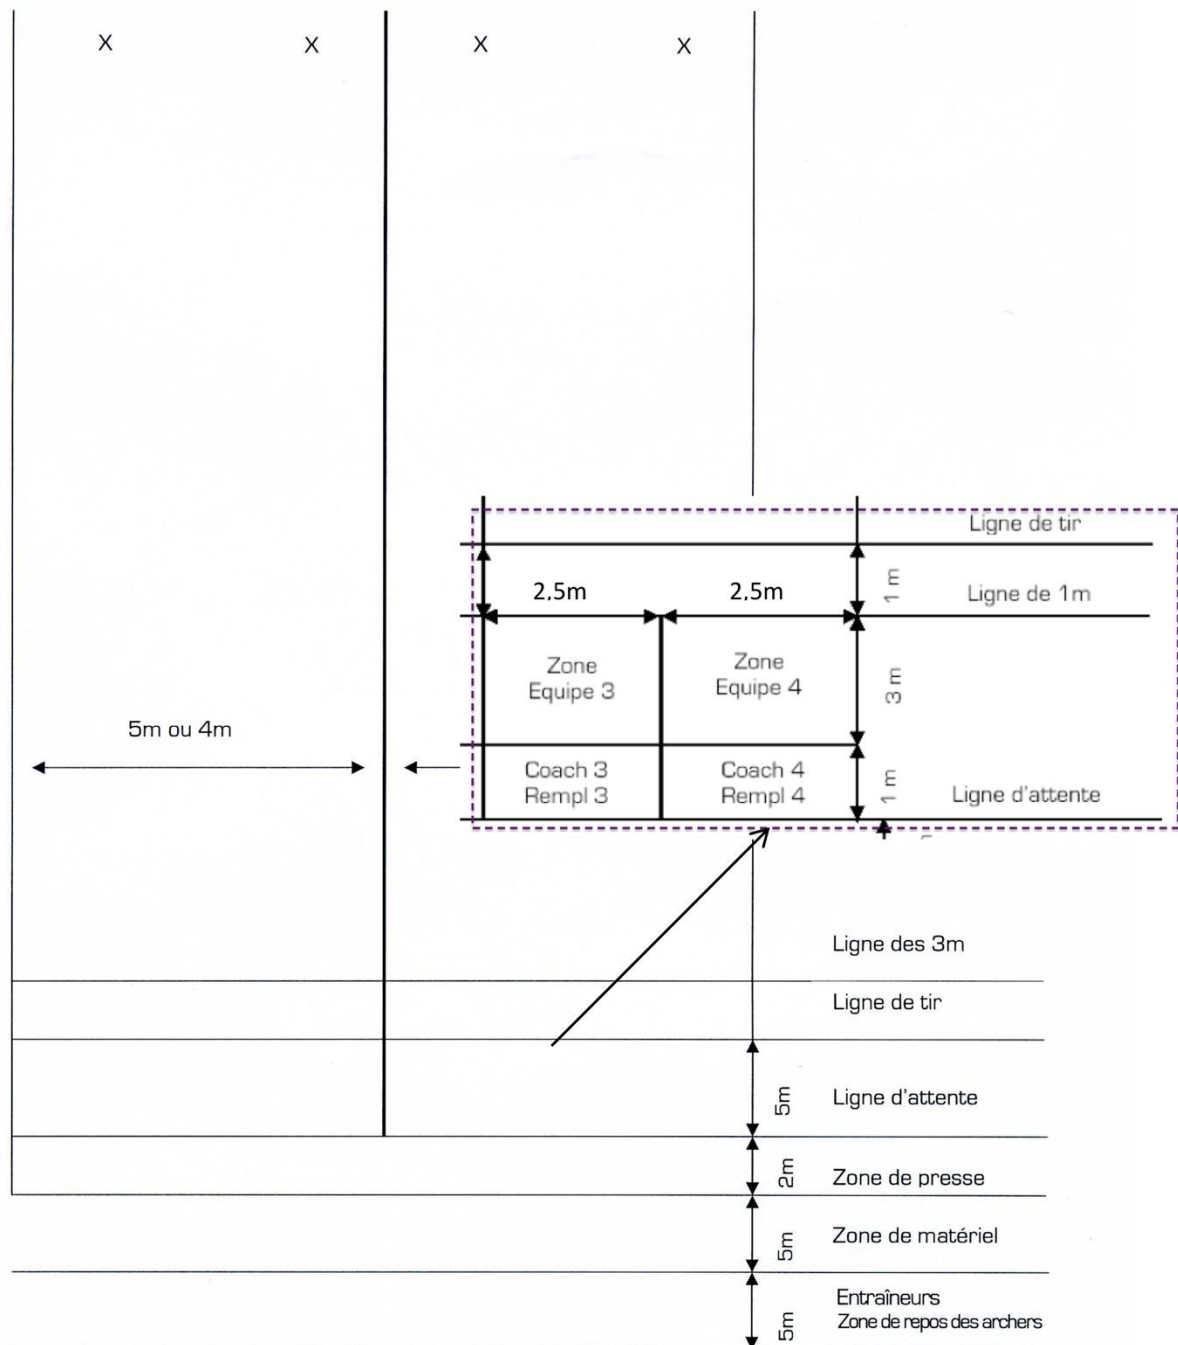 X X X X
Ligne de tir
1 m
2,5m 2,5m
Ligne de 1m
Zone
Equipe 3
Zone
Equipe 4
3 m
5m ou 4m
Coach 3
Rempl 3
Coach 4
Rempl 4
1 m
Ligne d'attente
Ligne des 3m
Ligne de tir
5m
Ligne d'attente
2m
Zone de presse
5m
Zone de matériel
5m
Entraîneurs
Zone de repos des archers